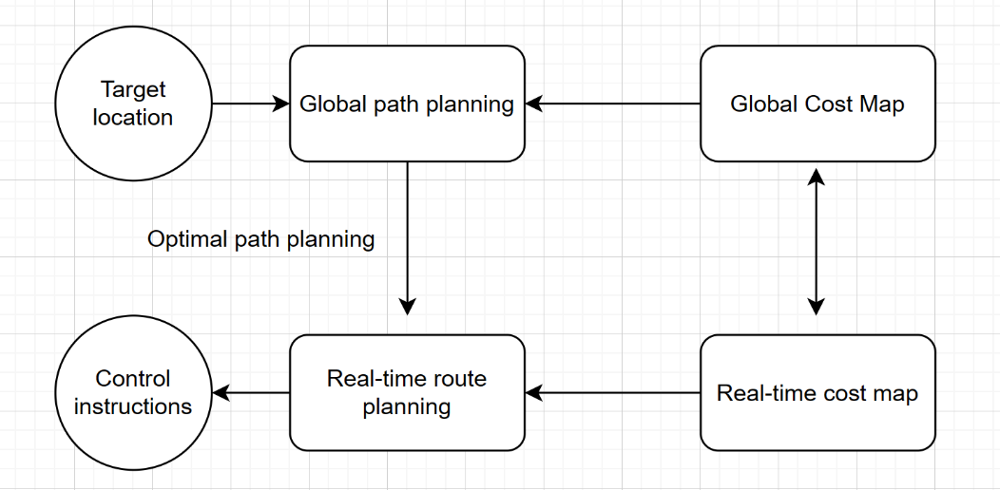 Target
location
Global path planning
Global Cost Map
Optimal path planning
Control
instructions
Real-time route
planning
Real-time cost map